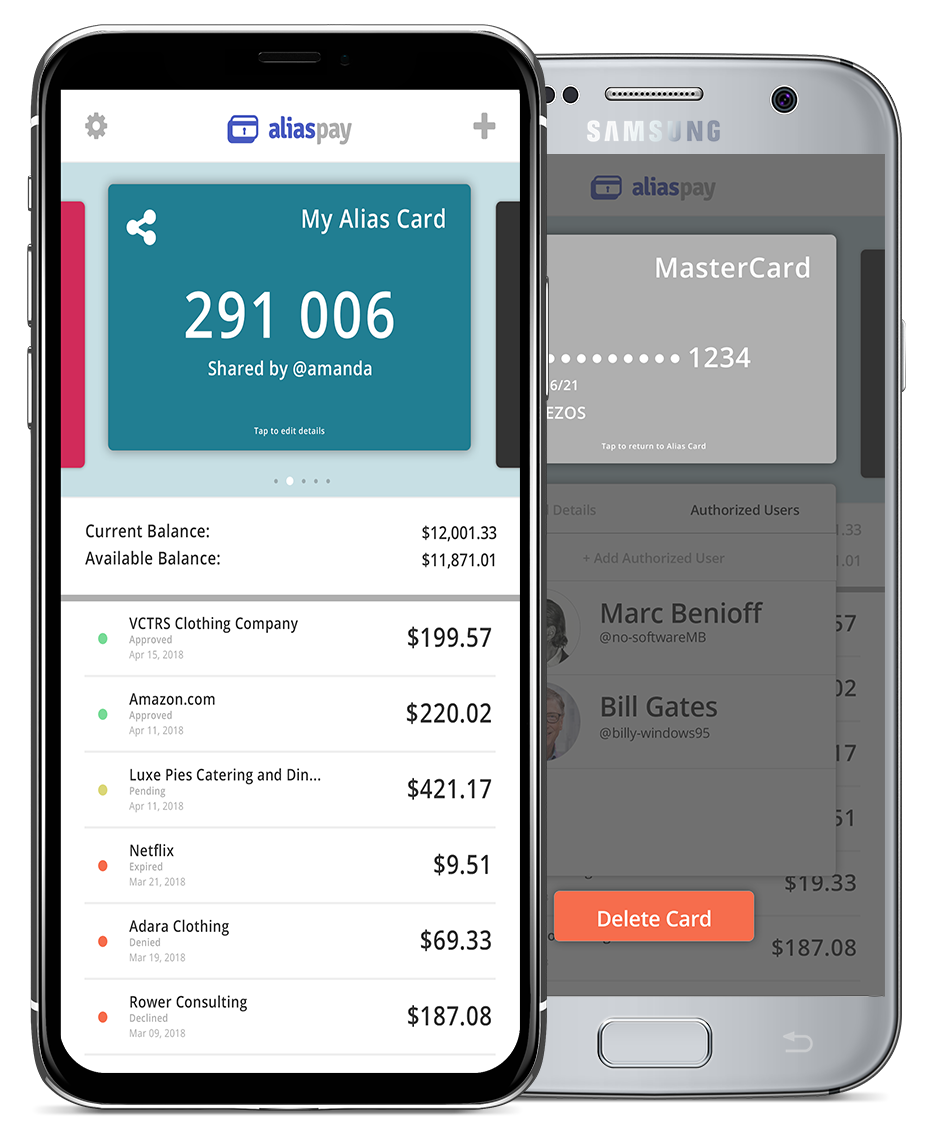 aliaspay
My Alias Card
291 006
Shared by @amanda
Tap to edit details
Current Balance: $12,001.33
Available Balance: $11,871.01
VCTRS Clothing Company
Approved
Apr 15, 2018
$199.57
Amazon.com
Approved
Apr 11, 2018
$220.02
Luxe Pies Catering and Din...
Pending
Apr 11, 2018
$421.17
Netflix
Expired
Mar 21, 2018
$9.51
Adara Clothing
Denied
Mar 19, 2018
$69.33
Rower Consulting
Declined
Mar 09, 2018
$187.08
SAMSUNG
aliaspay
MasterCard
1234
6/21
EZOS
Tap to return to Alias Card
Details Authorized Users
.33
+ Add Authorized User
.01
Marc Benioff
@no-softwareMB
57
Bill Gates
@billy-windows95
02
17
51
$19.33
Delete Card
$187.08